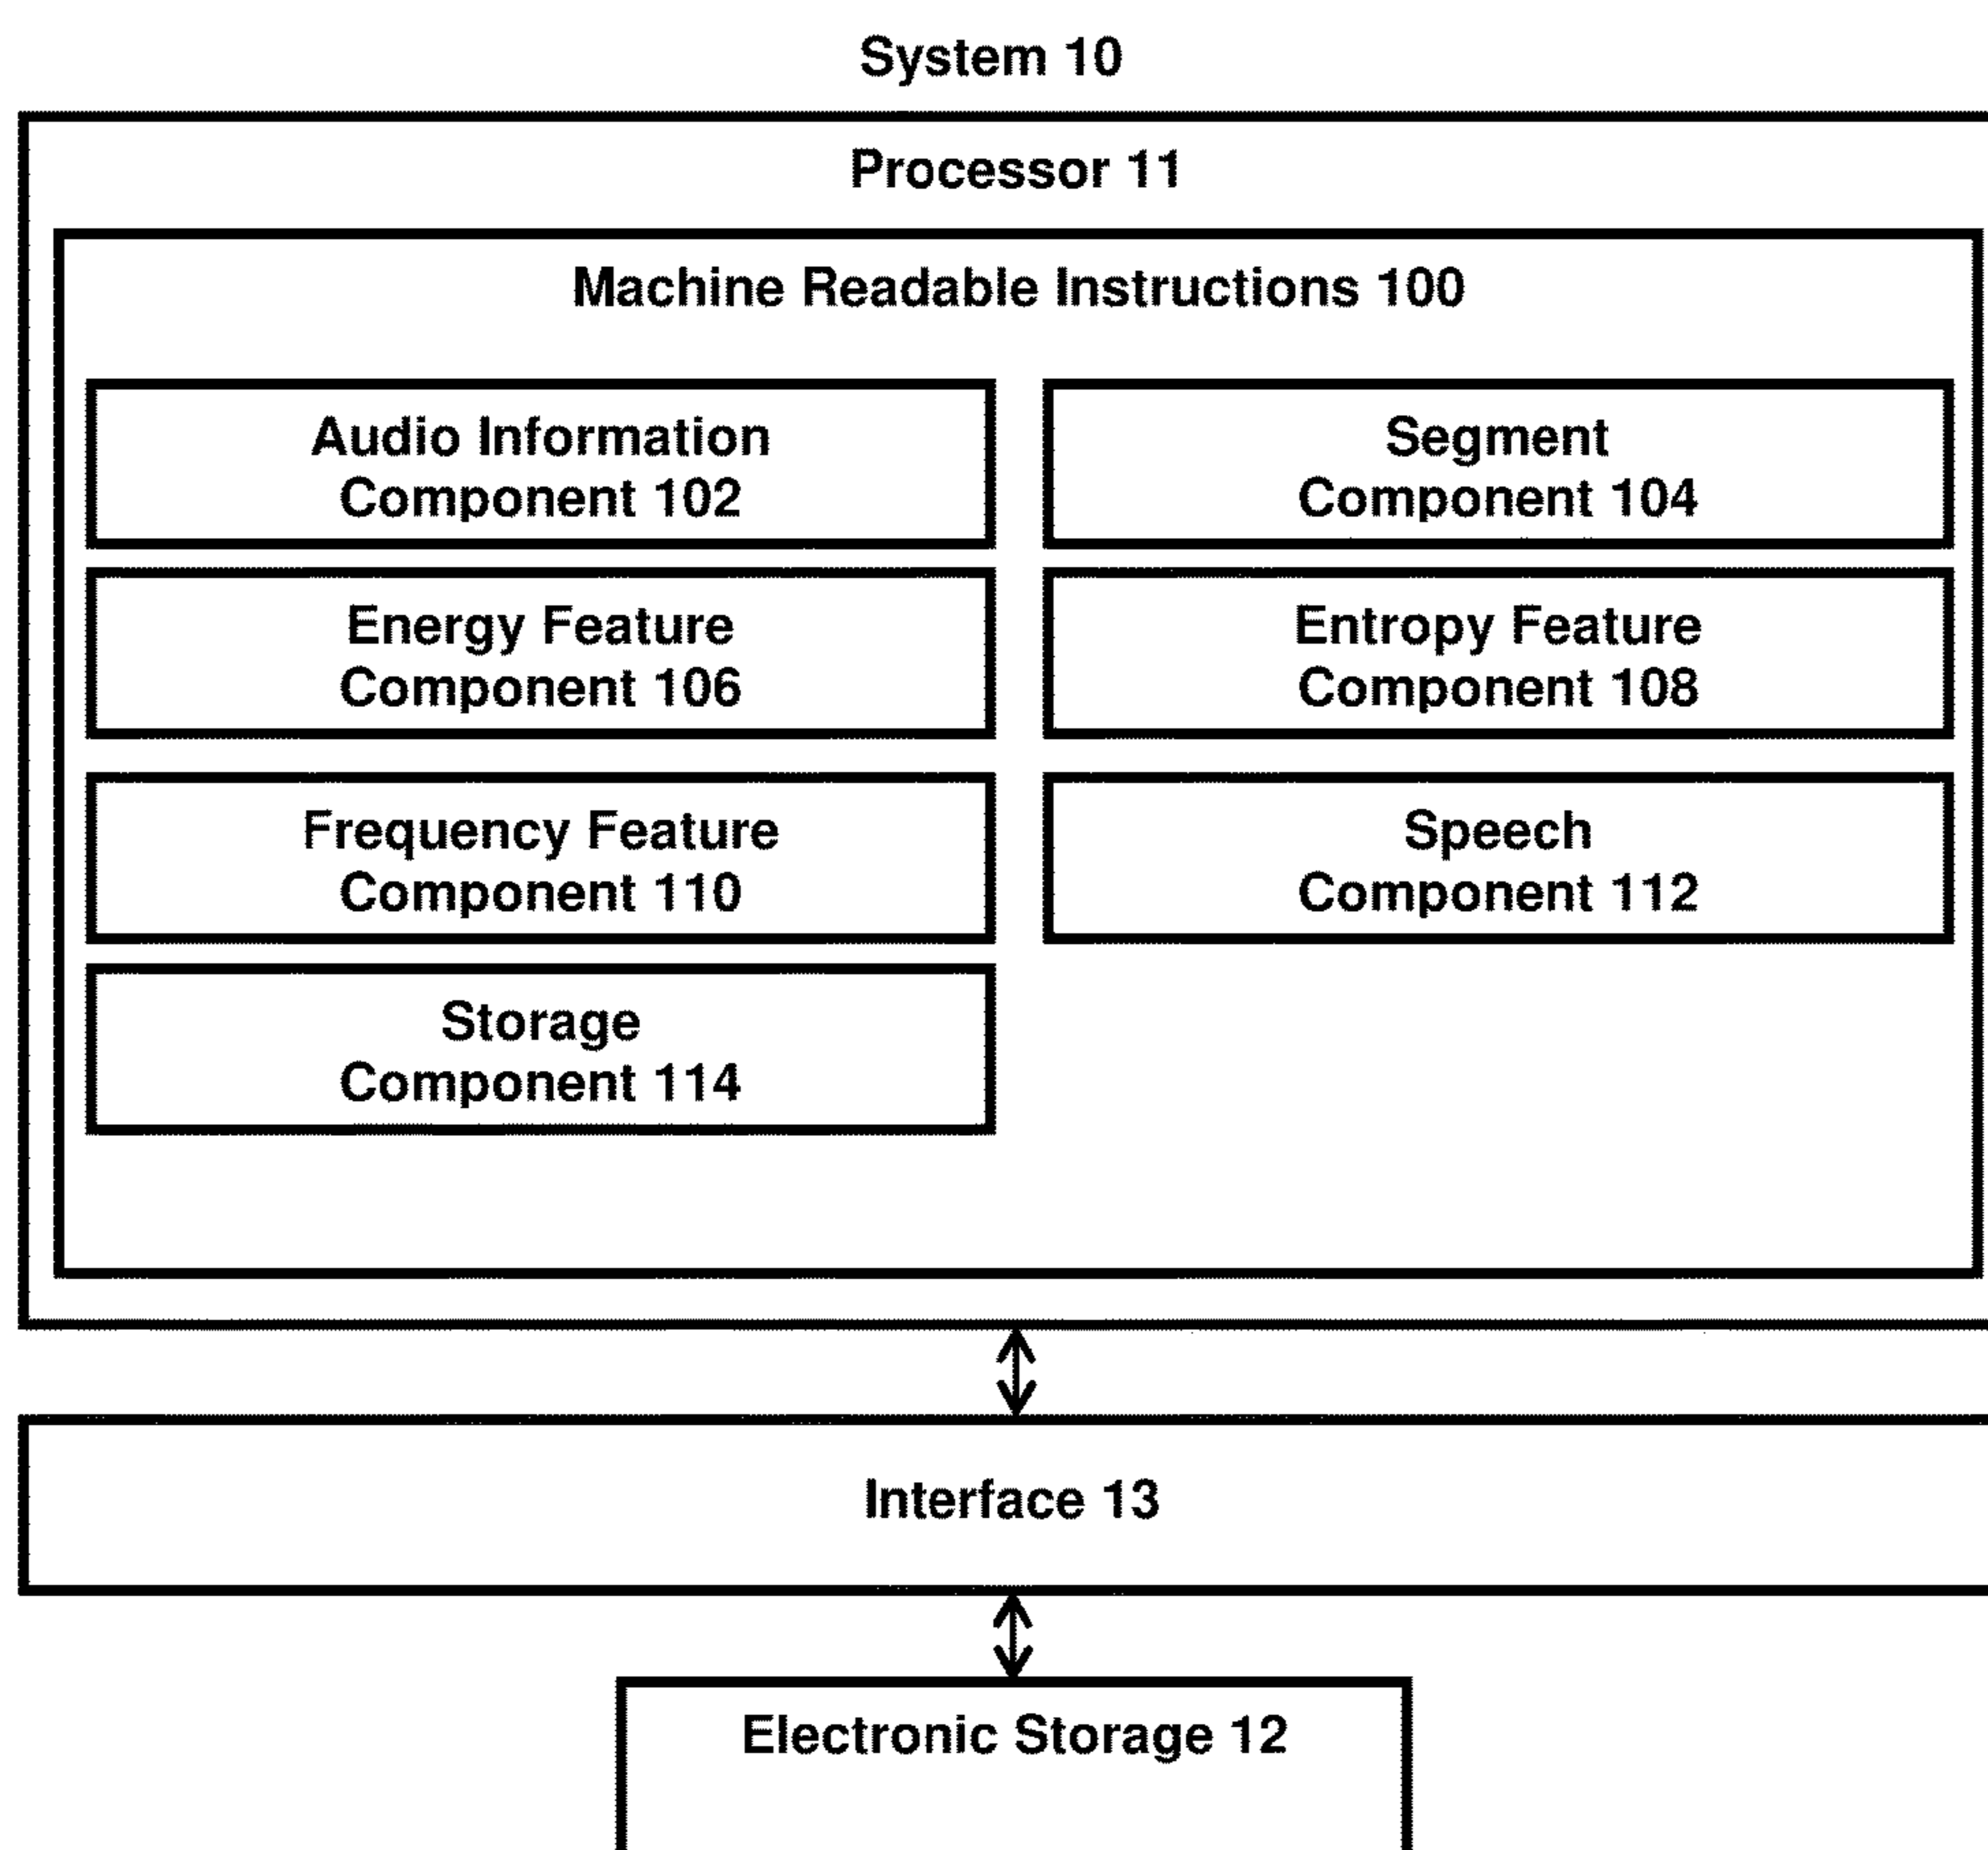 System 10
Processor 11
Machine Readable Instructions 100
Audio Information
Component 102
Segment
Component 104
Energy Feature
Component 106
Entropy Feature
Component 108
Frequency Feature
Component 110
Speech
Component 112
Storage
Component 114
Interface 13
Electronic Storage 12